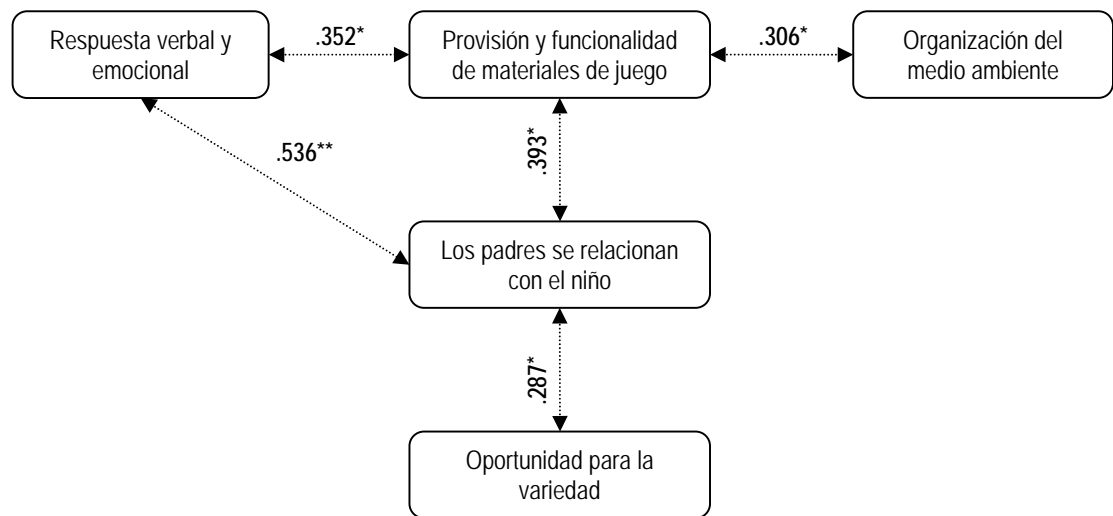 Respuesta verbal y
emocional
.352*
Provisión y funcionalidad
de materiales de juego
.306*
Organización del
medio ambiente
.536**
.393*
Los padres se relacionan
con el niño
.287*
Oportunidad para la
variedad